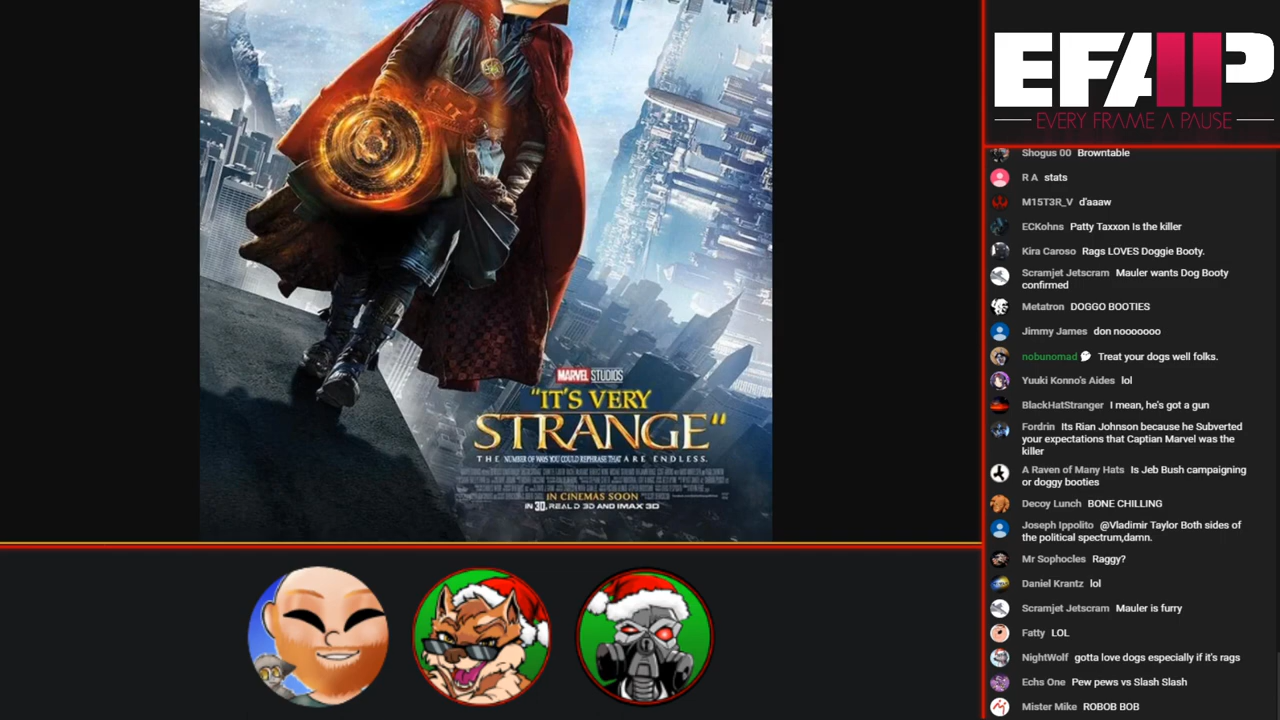 MARVEL STUDIOS
"IT'S VERY
STRANGE"
THE NUMBER OF WAYS YOU COULD REPHRASE THAT ARE ENDLESS.
IN CINEMAS SOON
IN 3D, REAL D 3D AND IMAX 3D
EFAP
EVERY FRAME A PAUSE
Shogus 00 Browntable
R A stats
M15T3R_V d'aaaw
ECKohns Patty Taxxon Is the killer
Kira Caroso Rags LOVES Doggie Booty.
Scramjet Jetscram Mauler wants Dog Booty
confirmed
Metatron DOGGO BOOTIES
Jimmy James don nooooooo
nobunomad Treat your dogs well folks.
Yuuki Konno's Aides lol
BlackHatStranger I mean, he's got a gun
Fordrin Its Rian Johnson because he Subverted
your expectations that Captian Marvel was the
killer
A Raven of Many Hats Is Jeb Bush campaigning
or doggy booties
Decoy Lunch BONE CHILLING
Joseph Ippolito @Vladimir Taylor Both sides of
the political spectrum,damn.
Mr Sophocles Raggy?
Daniel Krantz lol
Scramjet Jetscram Mauler is furry
Fatty LOL
NightWolf gotta love dogs especially if it's rags
Echs One Pew pews vs Slash Slash
Mister Mike ROBOB BOB